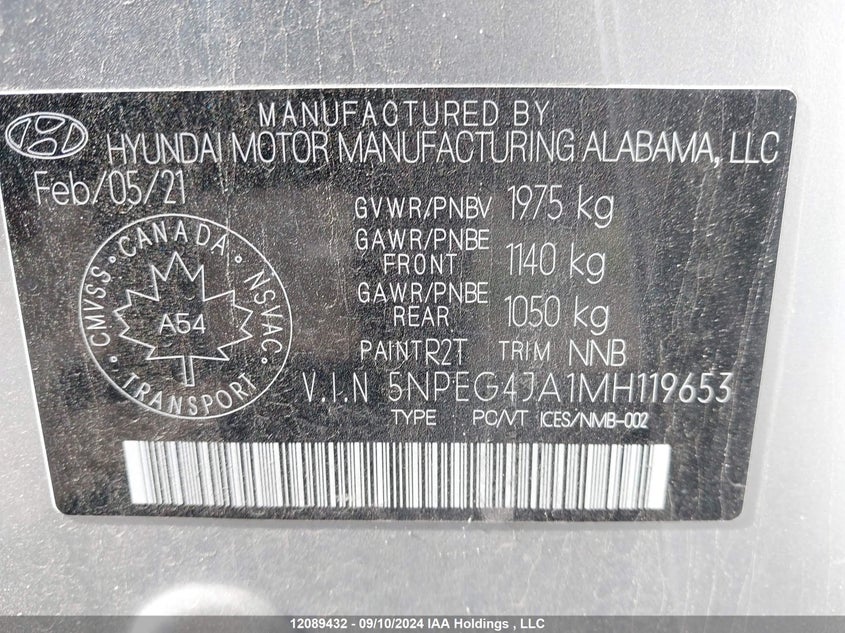 MANUFACTURED BY
HYUNDAI MOTOR MANUFACTURING ALABAMA, LLC
Feb/05/21
GVWR/PNBV 1975 kg
GAWR/PNBE FRONT 1140 kg
GAWR/PNBE REAR 1050 kg
PAINT R2T TRIM NNB
V.I.N 5NPEG4JA1MH119653
TYPE PC/VT ICES/NMB-002
CMVSS CANADA NSVAC
A54
TRANSPORT
12089432 - 09/10/2024 IAA Holdings , LLC